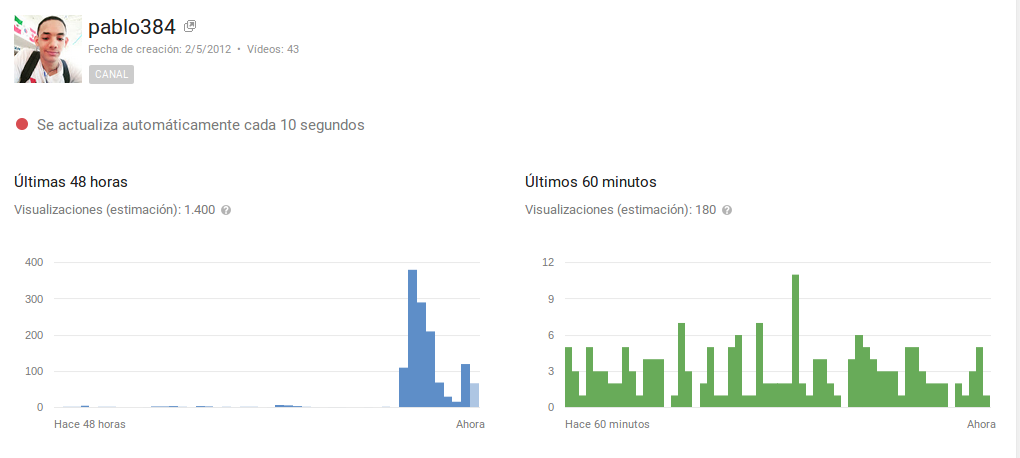 pablo384
Fecha de creación: 2/5/2012 • Vídeos: 43
CANAL
Se actualiza automáticamente cada 10 segundos
Últimas 48 horas
Visualizaciones (estimación): 1.400 ?
400
300
200
100
0
Hace 48 horas Ahora
Últimos 60 minutos
Visualizaciones (estimación): 180 ?
12
9
6
3
0
Hace 60 minutos Ahora